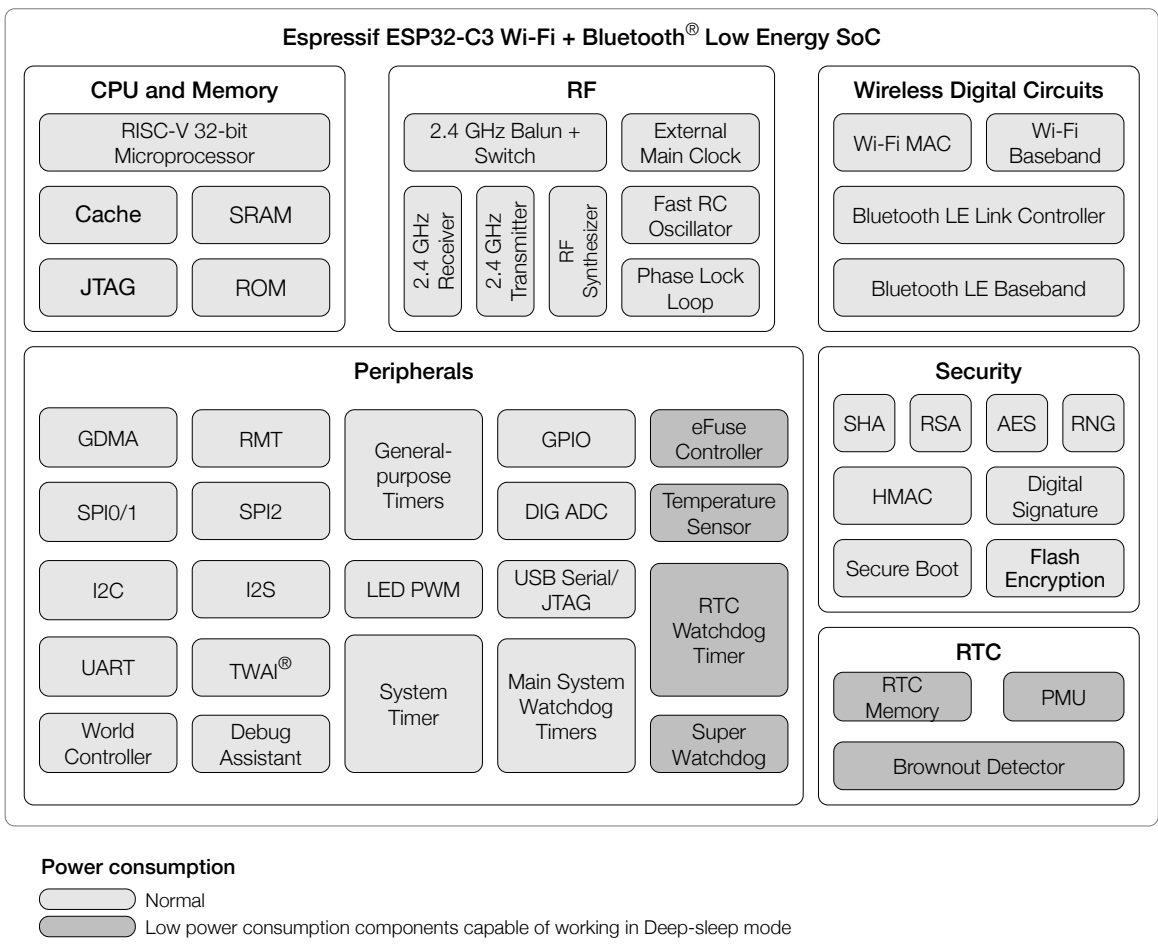 Espressif ESP32-C3 Wi-Fi + Bluetooth® Low Energy SoC
CPU and Memory
RISC-V 32-bit
Microprocessor
Cache
SRAM
JTAG
ROM
RF
2.4 GHz Balun +
Switch
External
Main Clock
2.4 GHz
Receiver
2.4 GHz
Transmitter
RF
Synthesizer
Fast RC
Oscillator
Phase Lock
Loop
Wireless Digital Circuits
Wi-Fi MAC
Wi-Fi
Baseband
Bluetooth LE Link Controller
Bluetooth LE Baseband
Peripherals
GDMA
RMT
General-
purpose
Timers
GPIO
eFuse
Controller
SPI0/1
SPI2
DIG ADC
Temperature
Sensor
I2C
I2S
LED PWM
USB Serial/
JTAG
RTC
Watchdog
Timer
UART
TWAI®
System
Timer
Main System
Watchdog
Timers
World
Controller
Debug
Assistant
Super
Watchdog
Security
SHA
RSA
AES
RNG
HMAC
Digital
Signature
Secure Boot
Flash
Encryption
RTC
RTC
Memory
PMU
Brownout Detector
Power consumption
Normal
Low power consumption components capable of working in Deep-sleep mode